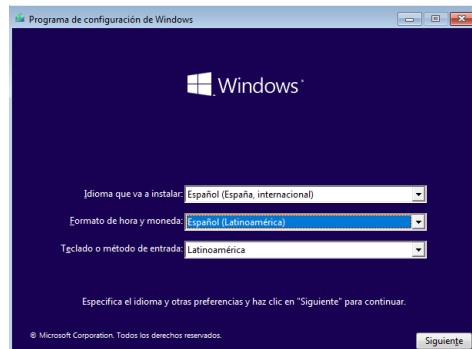 Programa de configuración de Windows
Windows
Idioma que va a instalar: Español (España, internacional)
Formato de hora y moneda: Español (Latinoamérica)
Teclado o método de entrada: Latinoamérica
Especifica el idioma y otras preferencias y haz clic en "Siguiente" para continuar.
© Microsoft Corporation. Todos los derechos reservados.
Siguiente